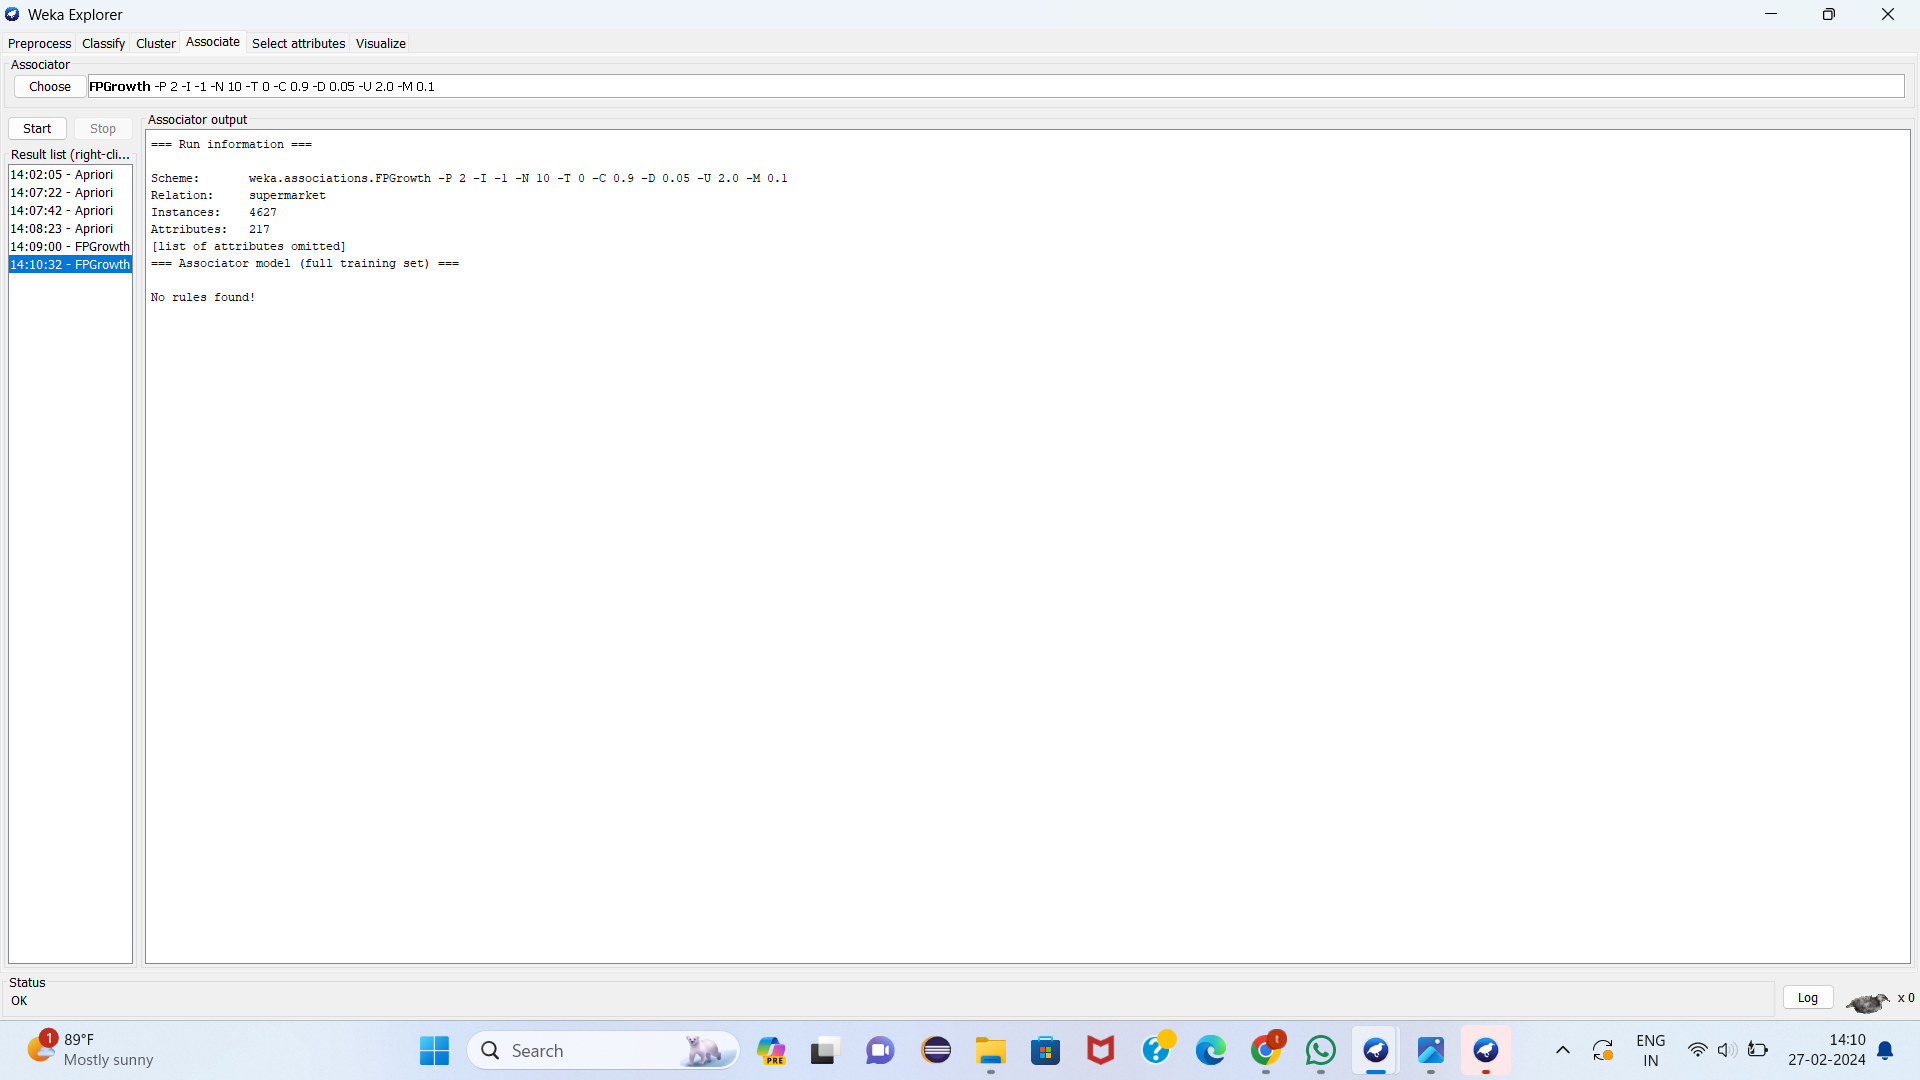 Weka Explorer
Preprocess Classify Cluster Associate Select attributes Visualize
Associator
Choose FPGrowth -P 2 -I -1 -N 10 -T 0 -C 0.9 -D 0.05 -U 2.0 -M 0.1
Start Stop
Result list (right-cli...
14:02:05 - Apriori
14:07:22 - Apriori
14:07:42 - Apriori
14:08:23 - Apriori
14:09:00 - FPGrowth
14:10:32 - FPGrowth
Associator output
=== Run information ===
Scheme: weka.associations.FPGrowth -P 2 -I -1 -N 10 -T 0 -C 0.9 -D 0.05 -U 2.0 -M 0.1
Relation: supermarket
Instances: 4627
Attributes: 217
[list of attributes omitted]
=== Associator model (full training set) ===
No rules found!
Status
OK
Log x 0
1
89°F
Mostly sunny
Search
PRE
t
ENG
IN
14:10
27-02-2024